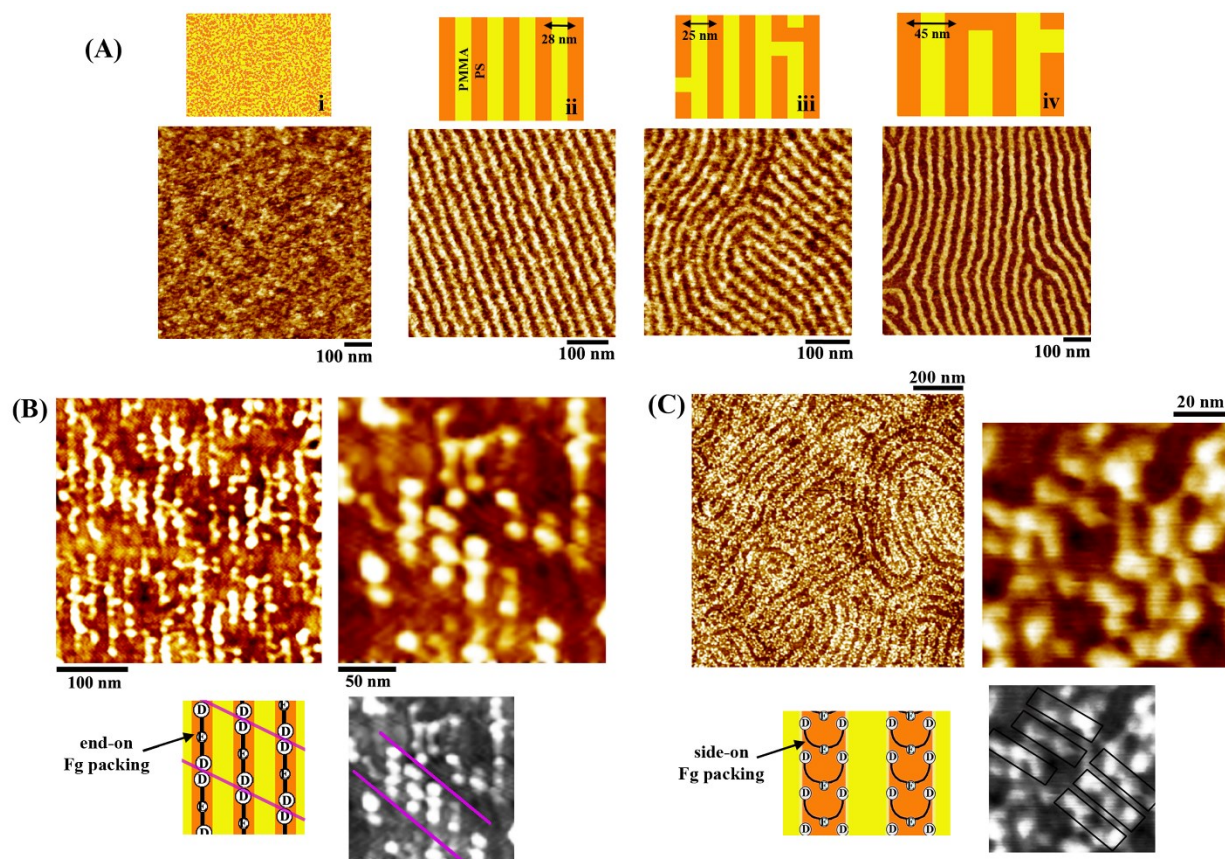 (A)
i
28 nm
PMMA
PS
ii
25 nm
iii
45 nm
iv
100 nm
100 nm
100 nm
100 nm
(B)
100 nm
50 nm
end-on
Fg packing
D D D
D D D
E E E
D D D
D D D
E E E
D
(C)
200 nm
20 nm
side-on
Fg packing
E E
D D D D
E E
D D D D
E E
D D D D
E E
D D D D